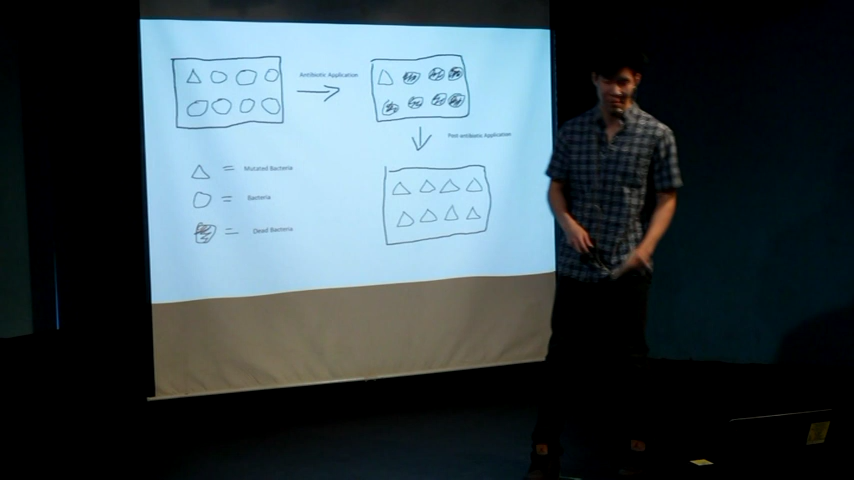 Antibiotic Application
Post antibiotic Application
= Mutated Bacteria
= Bacteria
= Dead Bacteria